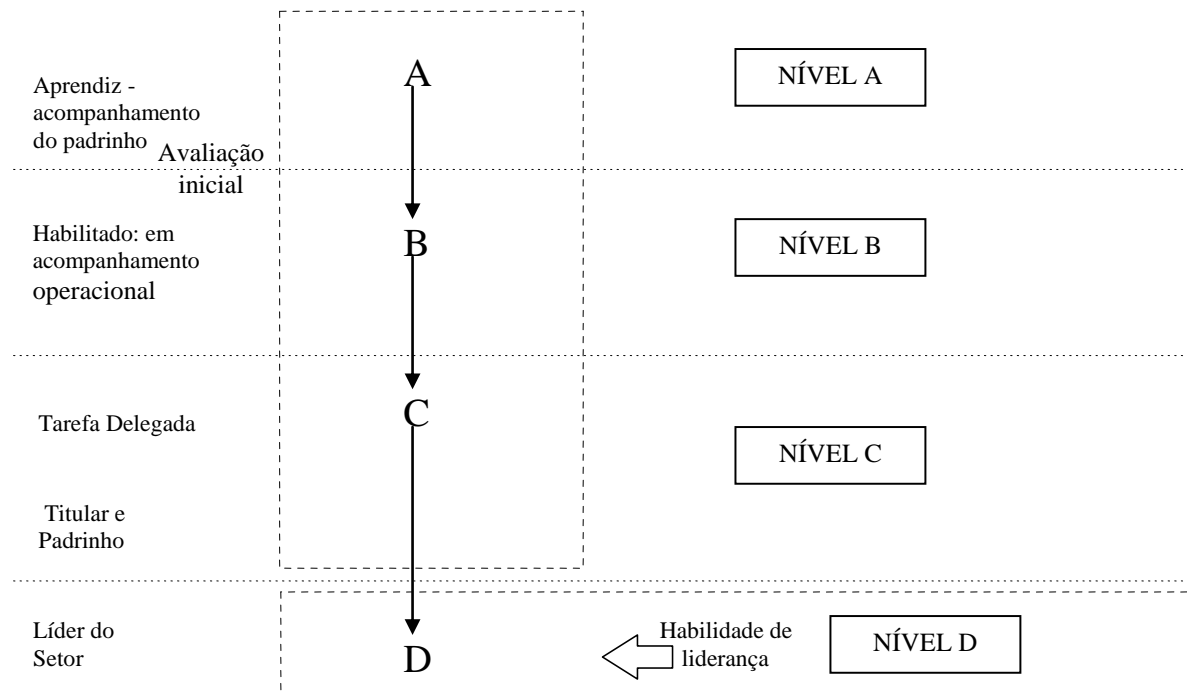 A
NÍVEL A
Aprendiz -
acompanhamento
do padrinho
Avaliação
inicial
Habilitado: em
acompanhamento
operacional
B
NÍVEL B
Tarefa Delegada
C
NÍVEL C
Titular e
Padrinho
Líder do
Setor
D
Habilidade de
liderança
NÍVEL D